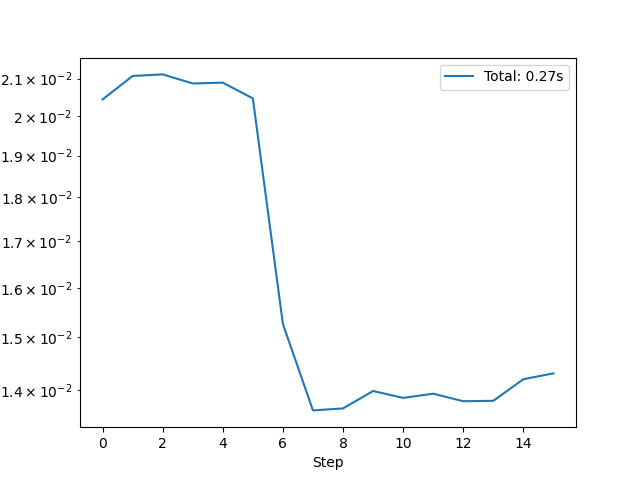 Total: 0.27s
2.1 × 10⁻²
2 × 10⁻²
1.9 × 10⁻²
1.8 × 10⁻²
1.7 × 10⁻²
1.6 × 10⁻²
1.5 × 10⁻²
1.4 × 10⁻²
0 2 4 6 8 10 12 14
Step